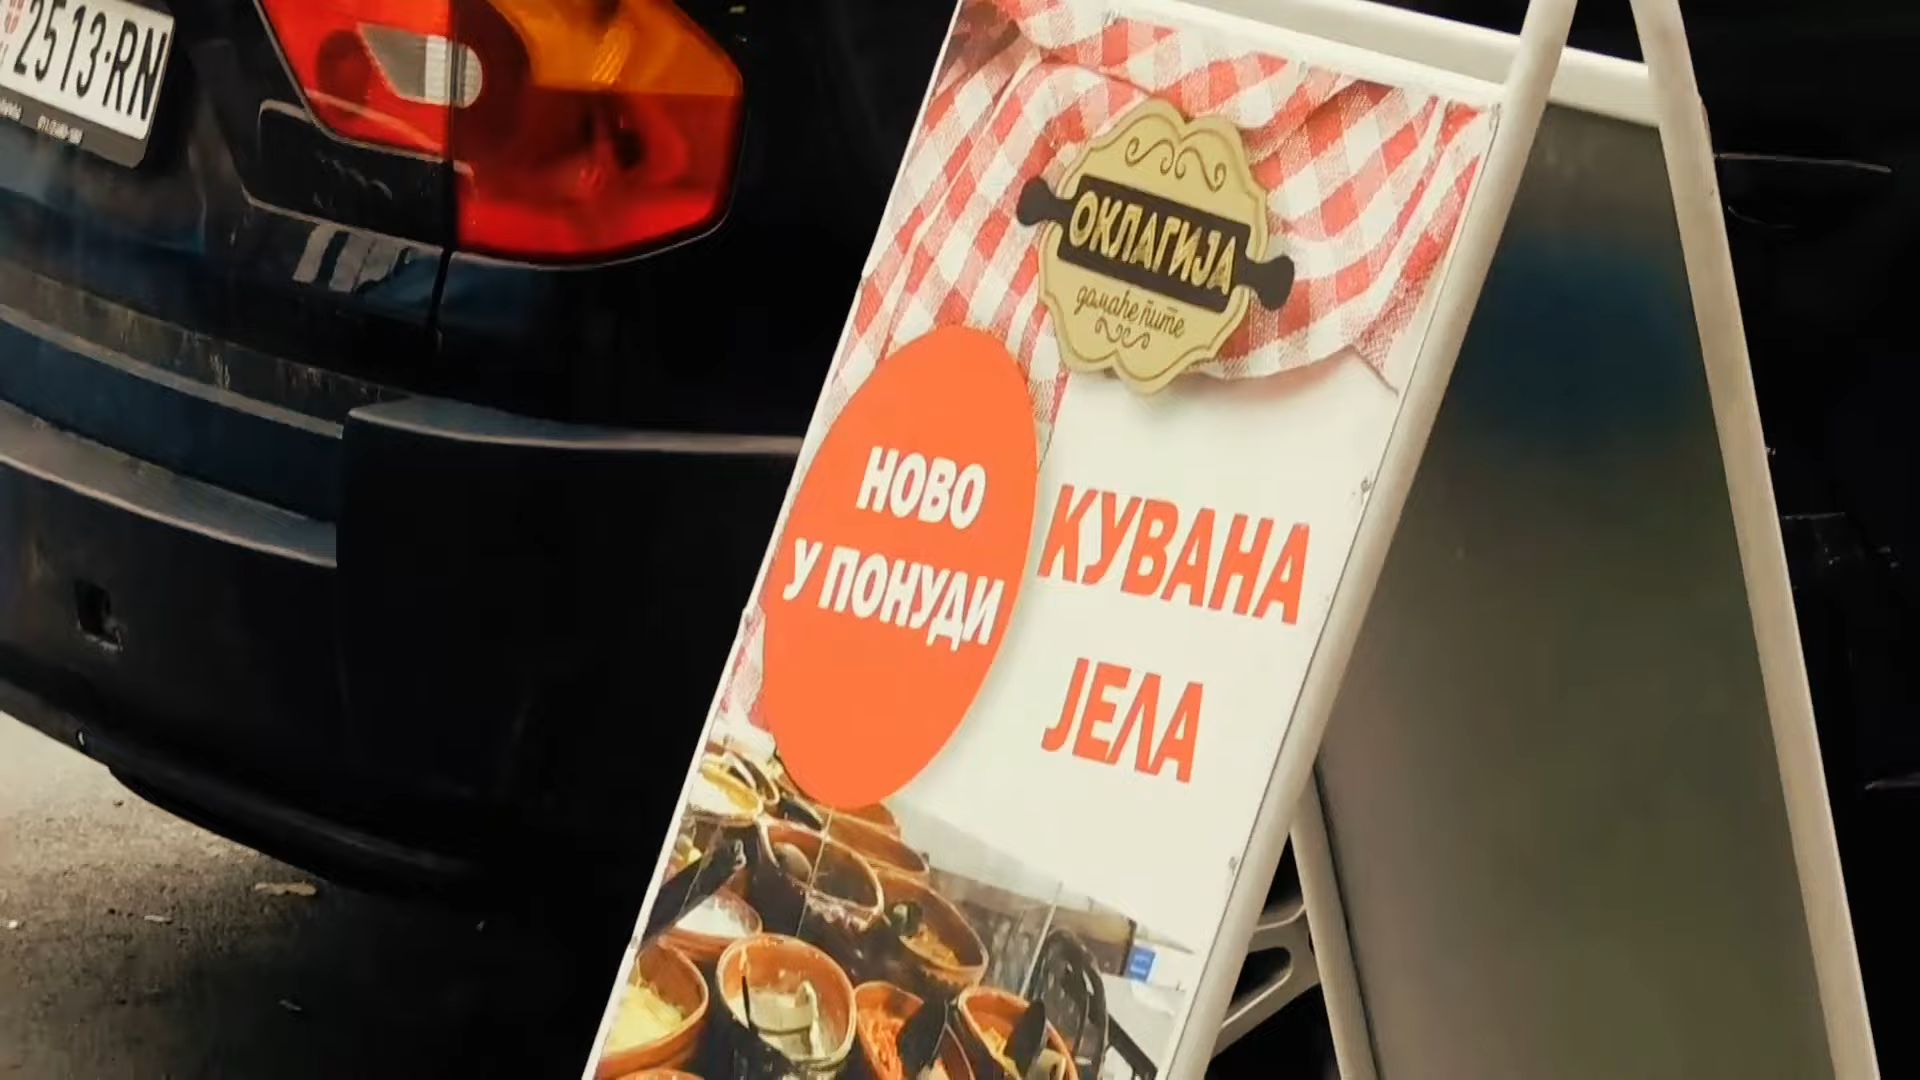 2513-RN
ОКЛАГИЈА
домаће пите
НОВО
У ПОНУДИ
КУВАНА
ЈЕЛА